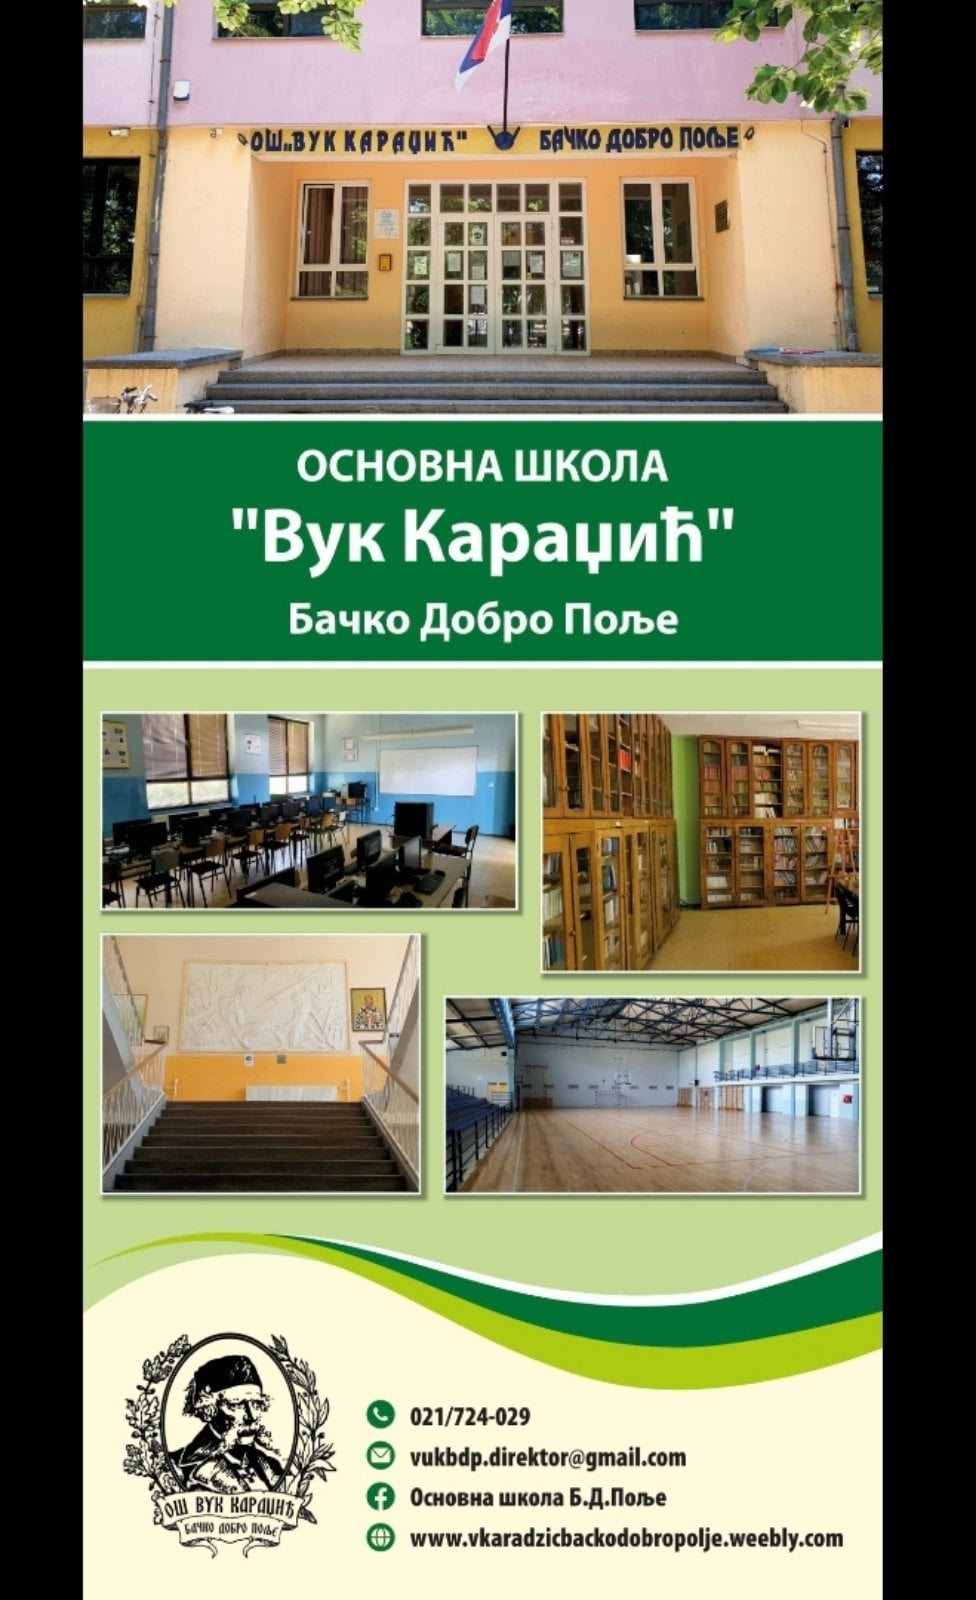 ОШ„ВУК КАРАЏИЋ" БАЧКО ДОБРО ПОЉЕ
ОСНОВНА ШКОЛА
"Вук Караџић"
Бачко Добро Поље
021/724-029
vukbdp.direktor@gmail.com
Основна школа Б.Д.Поље
www.vkaradzicbackodobropolje.weebly.com
ОШ ВУК КАРАЏИЋ
БАЧКО ДОБРО ПОЉЕ